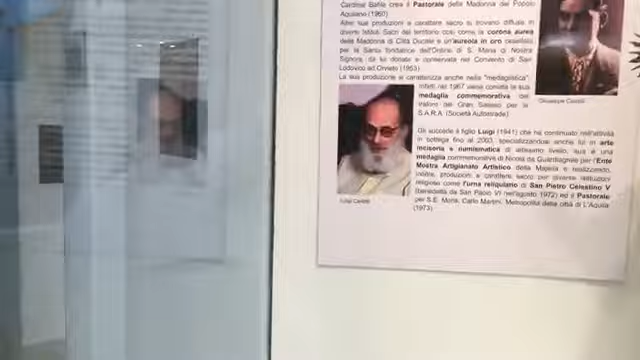 Cardinal Bafile crea il Pastorale della Madonna del Popolo
Aquilano (1960)
Altre sue produzioni a carattere sacro si trovano diffuse in
diversi Istituti Sacri del territorio così come la corona aurea
della Madonna di Città Ducale e un'aureola in oro cesellato
per la Santa fondatrice dell'Ordine di S. Maria di Nostra
Signora, da lui donata e conservata nel Convento di San
Lodovico ad Orvieto (1953)
La sua produzione si caratterizza anche nella "medaglistica":
infatti nel 1967 viene coniata la sua
medaglia commemorativa del
traforo del Gran Sasso per la
S.A.R.A. (Società Autostrade)
Giuseppe Cardilli
Gli succede il figlio Luigi (1941) che ha continuato nell'attività
in bottega fino al 2003, specializzandosi anche in arte
incisoria e numismatica di altissimo livello, sua è una
medaglia commemorativa di Nicola da Guardiagrele per l'Ente
Mostra Artigianato Artistico della Majella e realizzando,
inoltre, produzioni a carattere sacro per diverse istituzioni
religiose come l'urna reliquiario di San Pietro Celestino V
(benedetta da San Paolo VI nell'agosto 1972) ed il Pastorale
per S.E. Mons. Carlo Martini, Metropolita della città di L'Aquila
(1973)
Luigi Cardilli